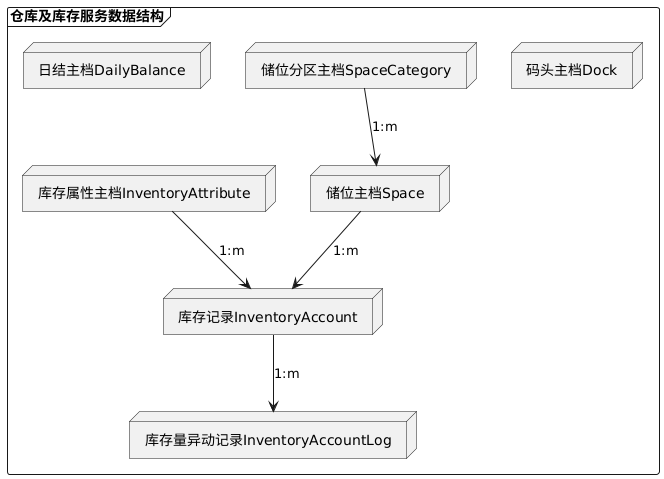 仓库及库存服务数据结构
日结主档DailyBalance
储位分区主档SpaceCategory
码头主档Dock
1:m
库存属性主档InventoryAttribute
储位主档Space
1:m
1:m
库存记录InventoryAccount
1:m
库存量异动记录InventoryAccountLog